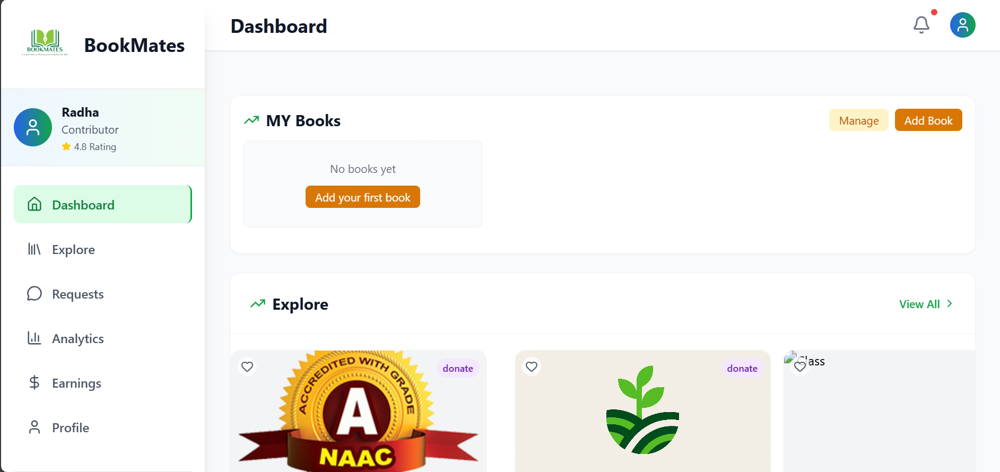 BOOKMATES
BookMates
Dashboard
Radha
Contributor
4.8 Rating
Dashboard
Explore
Requests
Analytics
Earnings
Profile
MY Books
Manage
Add Book
No books yet
Add your first book
Explore
View All
ACCREDITED WITH GRADE
A
NAAC
donate
donate
Class